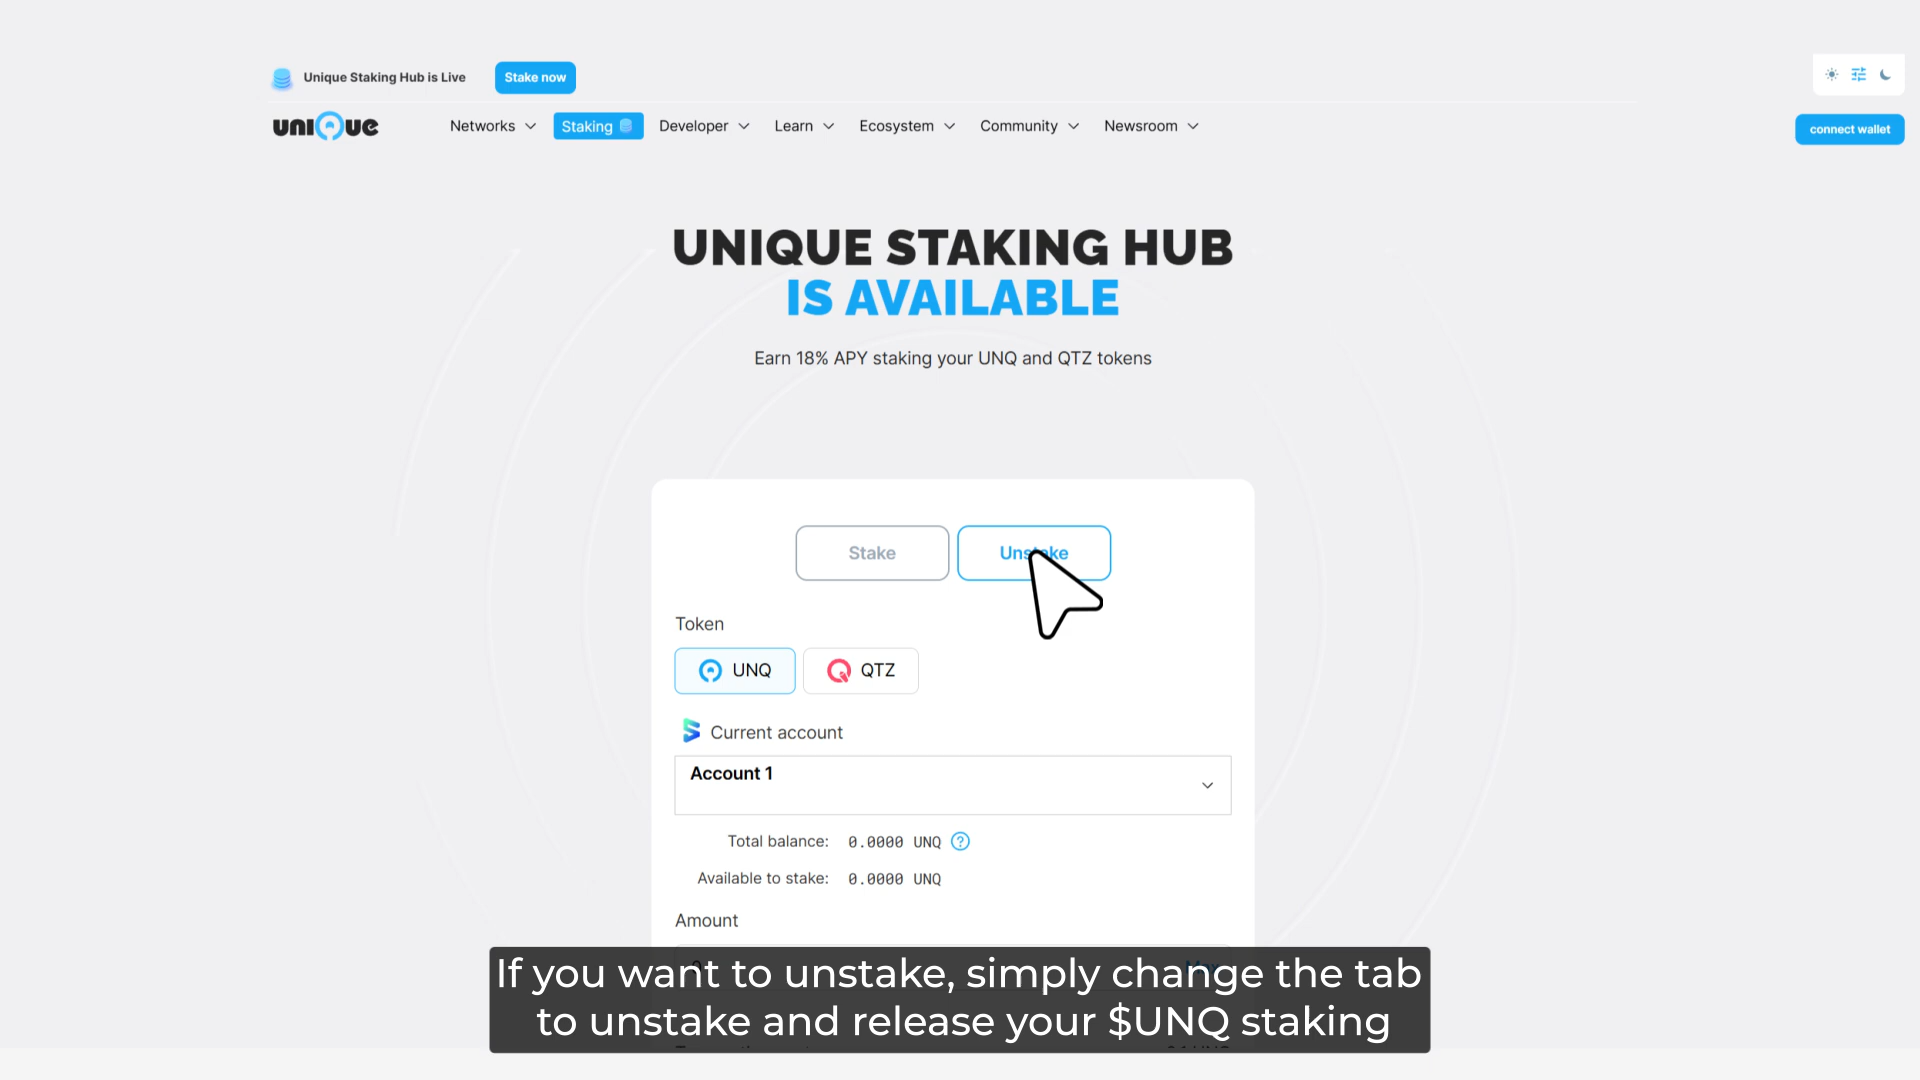 Unique Staking Hub is Live
Stake now
unique
Networks
Staking
Developer
Learn
Ecosystem
Community
Newsroom
connect wallet
UNIQUE STAKING HUB
IS AVAILABLE
Earn 18% APY staking your UNQ and QTZ tokens
Stake
Unstake
Token
UNQ
QTZ
Current account
Account 1
Total balance: 0.0000 UNQ
Available to stake: 0.0000 UNQ
Amount
If you want to unstake, simply change the tab
to unstake and release your $UNQ staking